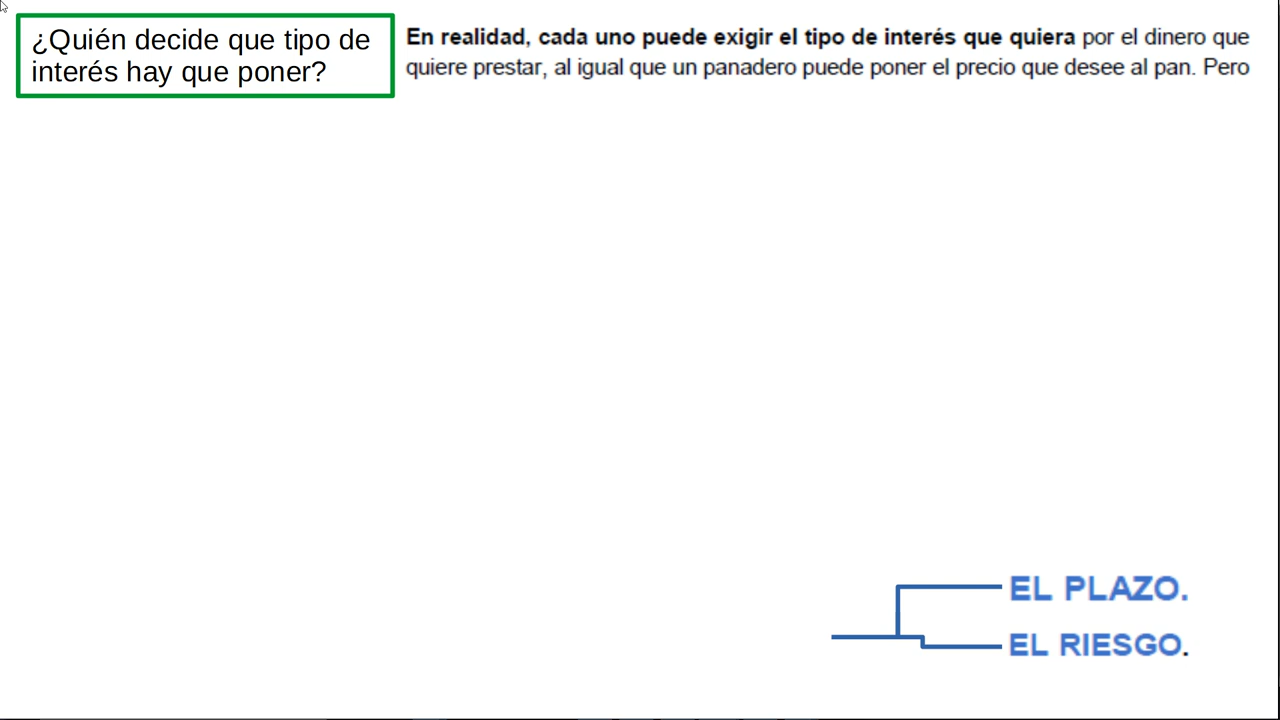 ¿Quién decide que tipo de
interés hay que poner?
En realidad, cada uno puede exigir el tipo de interés que quiera por el dinero que
quiere prestar, al igual que un panadero puede poner el precio que desee al pan. Pero
EL PLAZO.
EL RIESGO.